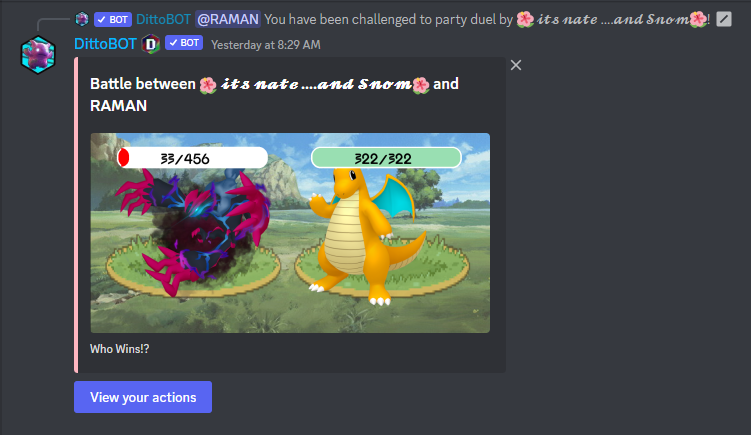 ✓ BOT DittoBOT @RAMAN You have been challenged to party duel by 🌺 𝓲𝓽𝓼 𝓷𝓪𝓽𝓮 ....𝓪𝓷𝓭 𝓢𝓷𝓸𝓶🌺!
DittoBOT D ✓ BOT Yesterday at 8:29 AM
Battle between 🌺 𝓲𝓽𝓼 𝓷𝓪𝓽𝓮 ....𝓪𝓷𝓭 𝓢𝓷𝓸𝓶🌺 and
RAMAN
33/456 322/322
Who Wins!?
View your actions